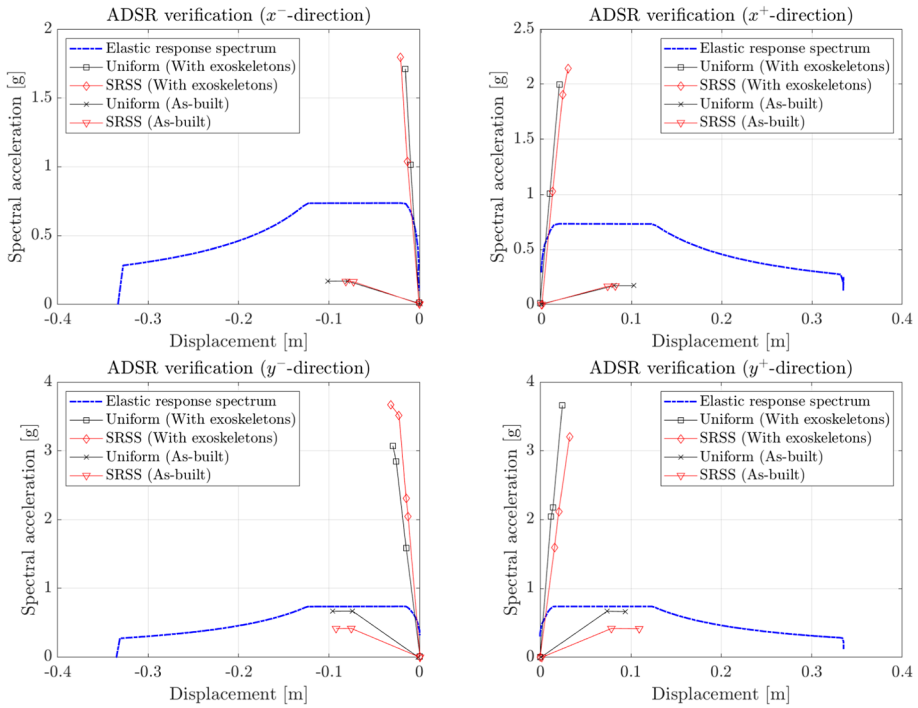 ADSR verification (x⁻-direction)
Spectral acceleration [g]
2
1.5
1
0.5
0
Elastic response spectrum
Uniform (With exoskeletons)
SRSS (With exoskeletons)
Uniform (As-built)
SRSS (As-built)
-0.4 -0.3 -0.2 -0.1 0
Displacement [m]
ADSR verification (x⁺-direction)
Spectral acceleration [g]
2.5
2
1.5
1
0.5
0
Elastic response spectrum
Uniform (With exoskeletons)
SRSS (With exoskeletons)
Uniform (As-built)
SRSS (As-built)
0 0.1 0.2 0.3 0.4
Displacement [m]
ADSR verification (y⁻-direction)
Spectral acceleration [g]
4
3
2
1
0
Elastic response spectrum
Uniform (With exoskeletons)
SRSS (With exoskeletons)
Uniform (As-built)
SRSS (As-built)
-0.4 -0.3 -0.2 -0.1 0
Displacement [m]
ADSR verification (y⁺-direction)
Spectral acceleration [g]
4
3
2
1
0
Elastic response spectrum
Uniform (With exoskeletons)
SRSS (With exoskeletons)
Uniform (As-built)
SRSS (As-built)
0 0.1 0.2 0.3 0.4
Displacement [m]